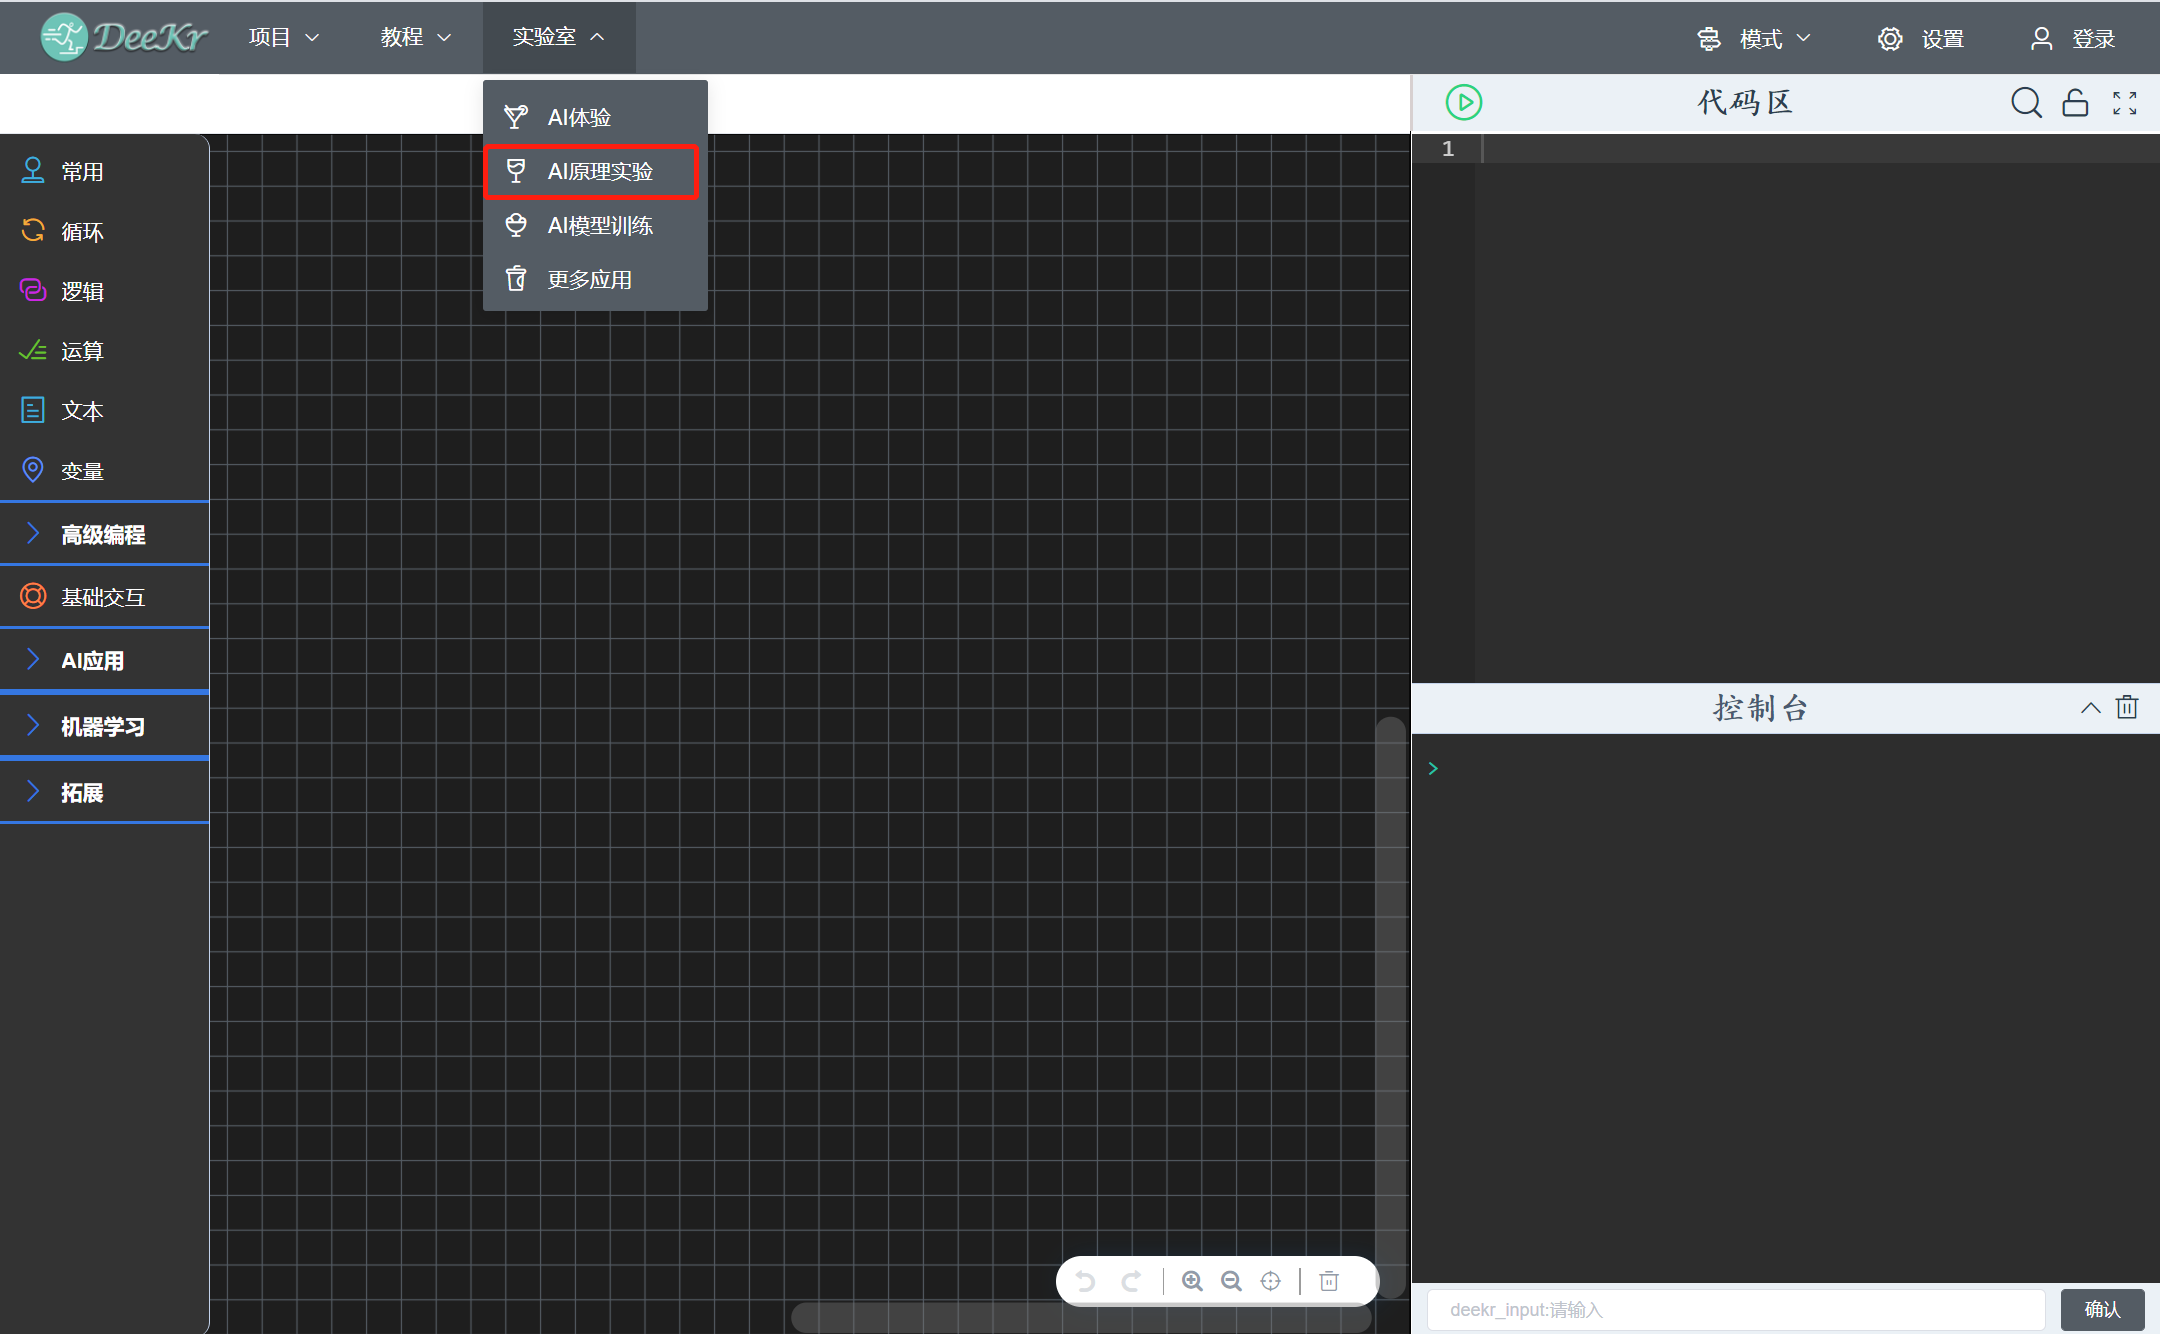 DeeKr 项目 教程 实验室 模式 设置 登录
AI体验
AI原理实验
AI模型训练
更多应用
常用
循环
逻辑
运算
文本
变量
高级编程
基础交互
AI应用
机器学习
拓展
代码区
1
控制台
>
deekr_input:请输入 确认